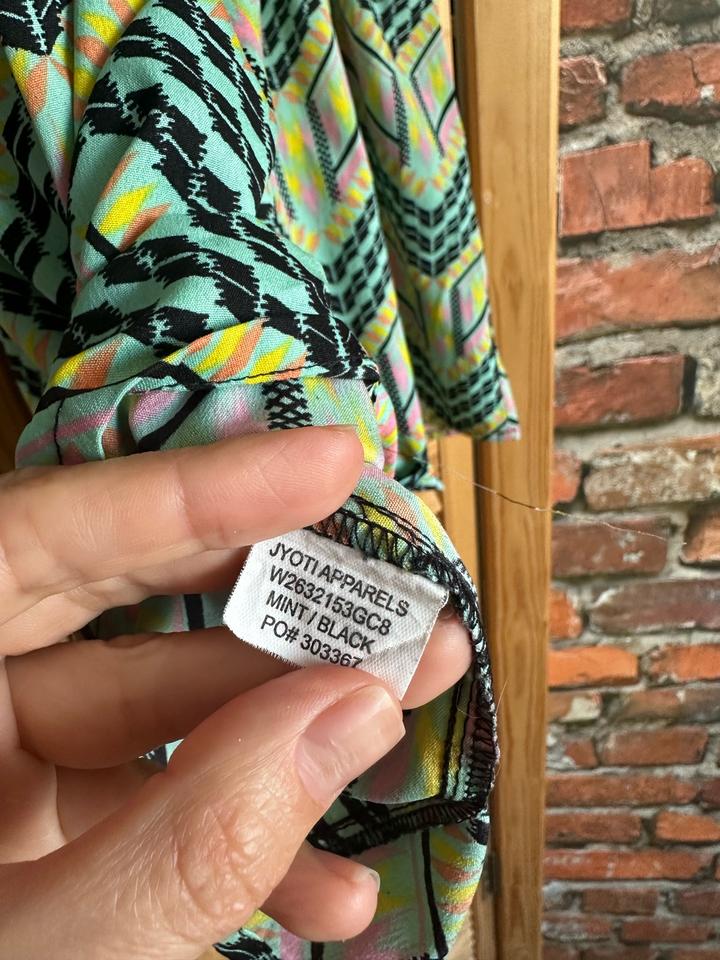 JYOTI APPARELS
W2632153GC8
MINT / BLACK
PO# 303367